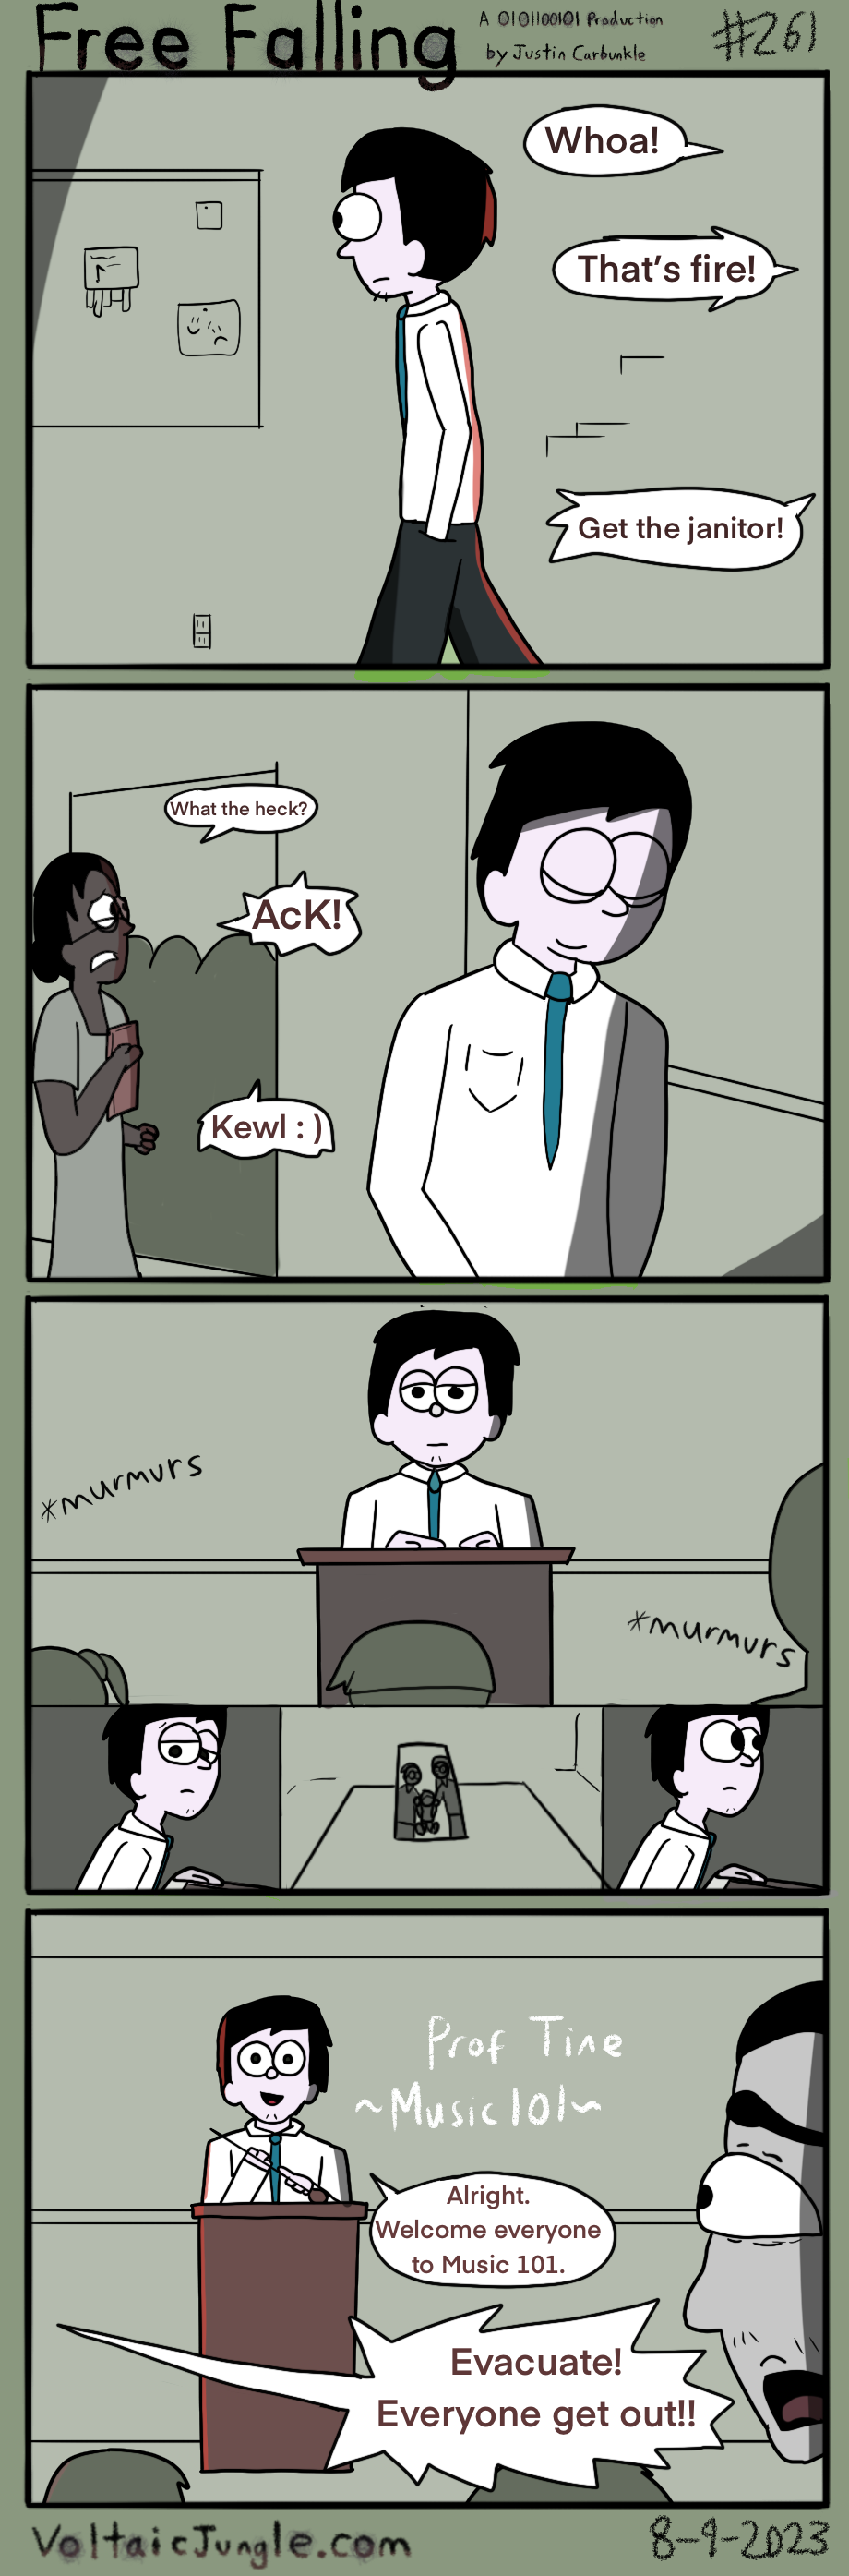 Free Falling
A 0101100101 Production
by Justin Carbunkle
#261
Whoa!
That's fire!
Get the janitor!
What the heck?
AcK!
Kewl : )
*murmurs
*murmurs
Prof Tine
~Music 101~
Alright.
Welcome everyone
to Music 101.
Evacuate!
Everyone get out!!
VoltaicJungle.com
8-9-2023